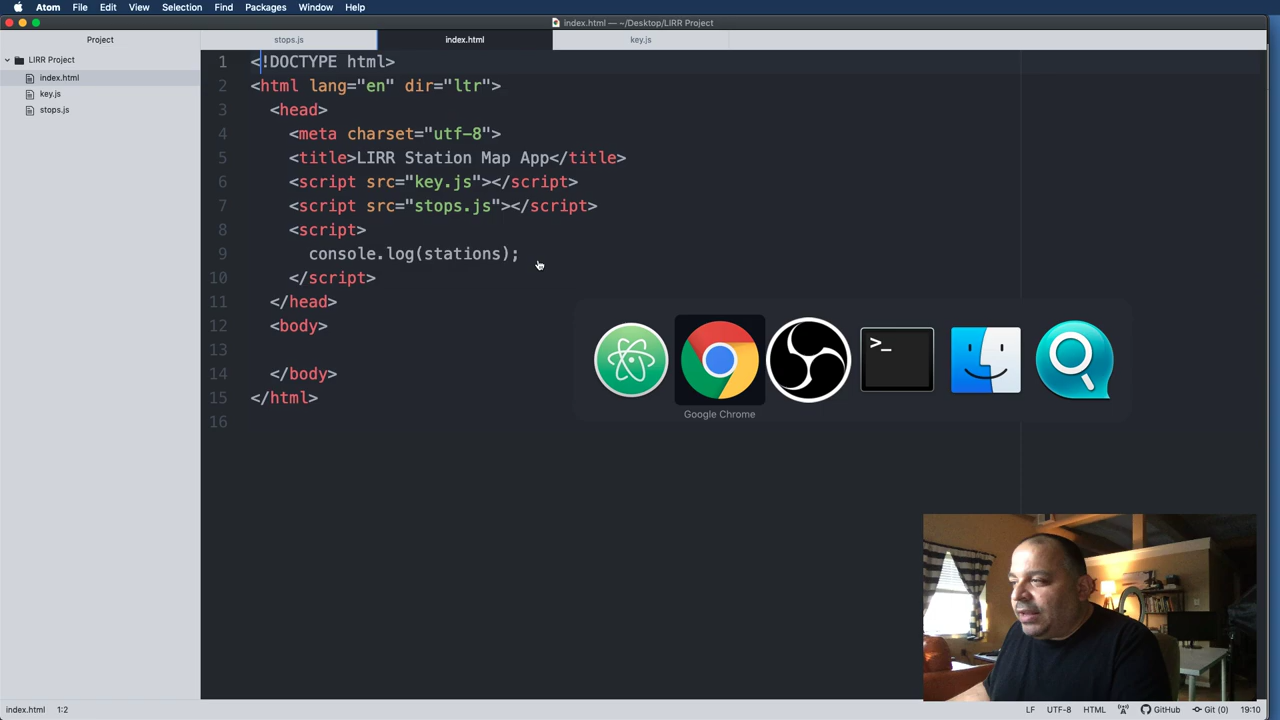 Atom File Edit View Selection Find Packages Window Help
index.html — ~/Desktop/LIRR Project
Project
stops.js index.html key.js
LIRR Project
index.html
key.js
stops.js
1 <!DOCTYPE html>
2 <html lang="en" dir="ltr">
3 <head>
4 <meta charset="utf-8">
5 <title>LIRR Station Map App</title>
6 <script src="key.js"></script>
7 <script src="stops.js"></script>
8 <script>
9 console.log(stations);
10 </script>
11 </head>
12 <body>
13
14 </body>
15 </html>
16
>_
Google Chrome
index.html 1:2 LF UTF-8 HTML GitHub Git (0) 19:10